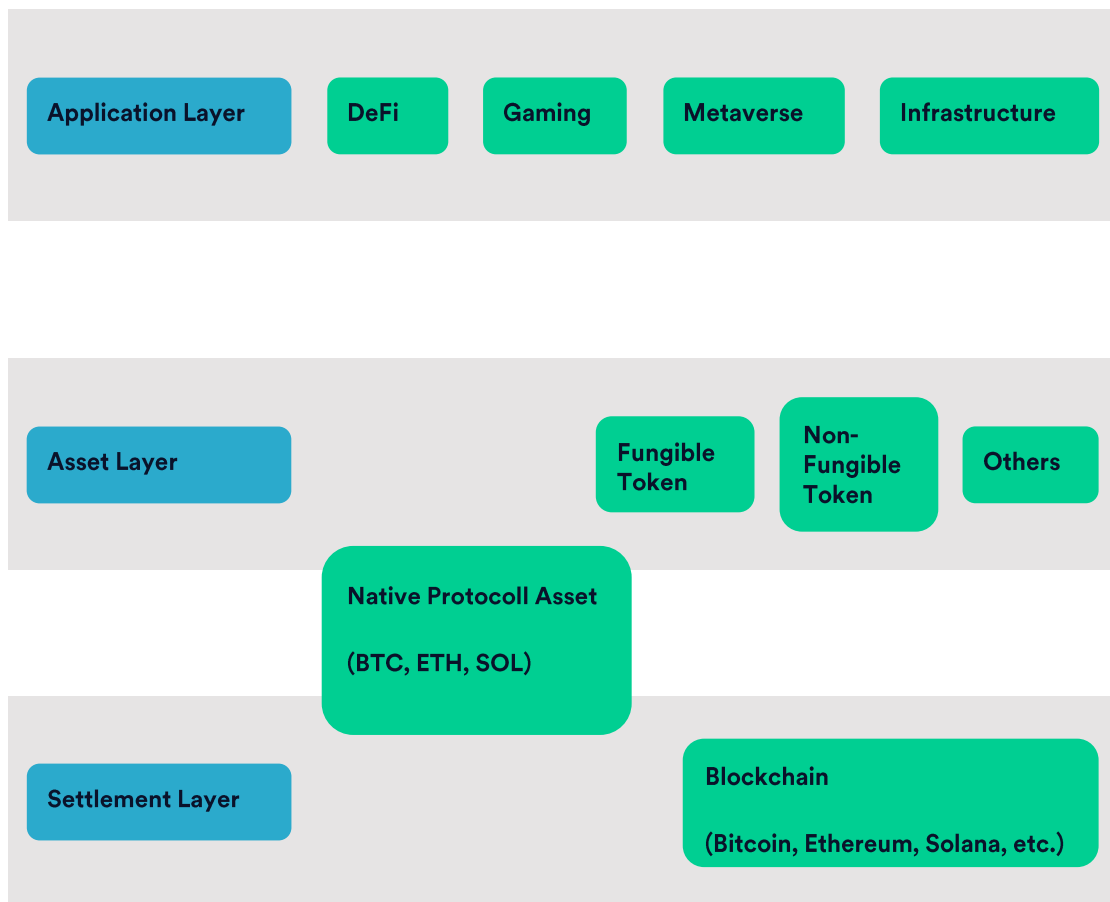 Application Layer
DeFi
Gaming
Metaverse
Infrastructure
Asset Layer
Fungible
Token
Non-
Fungible
Token
Others
Native Protocoll Asset
(BTC, ETH, SOL)
Settlement Layer
Blockchain
(Bitcoin, Ethereum, Solana, etc.)